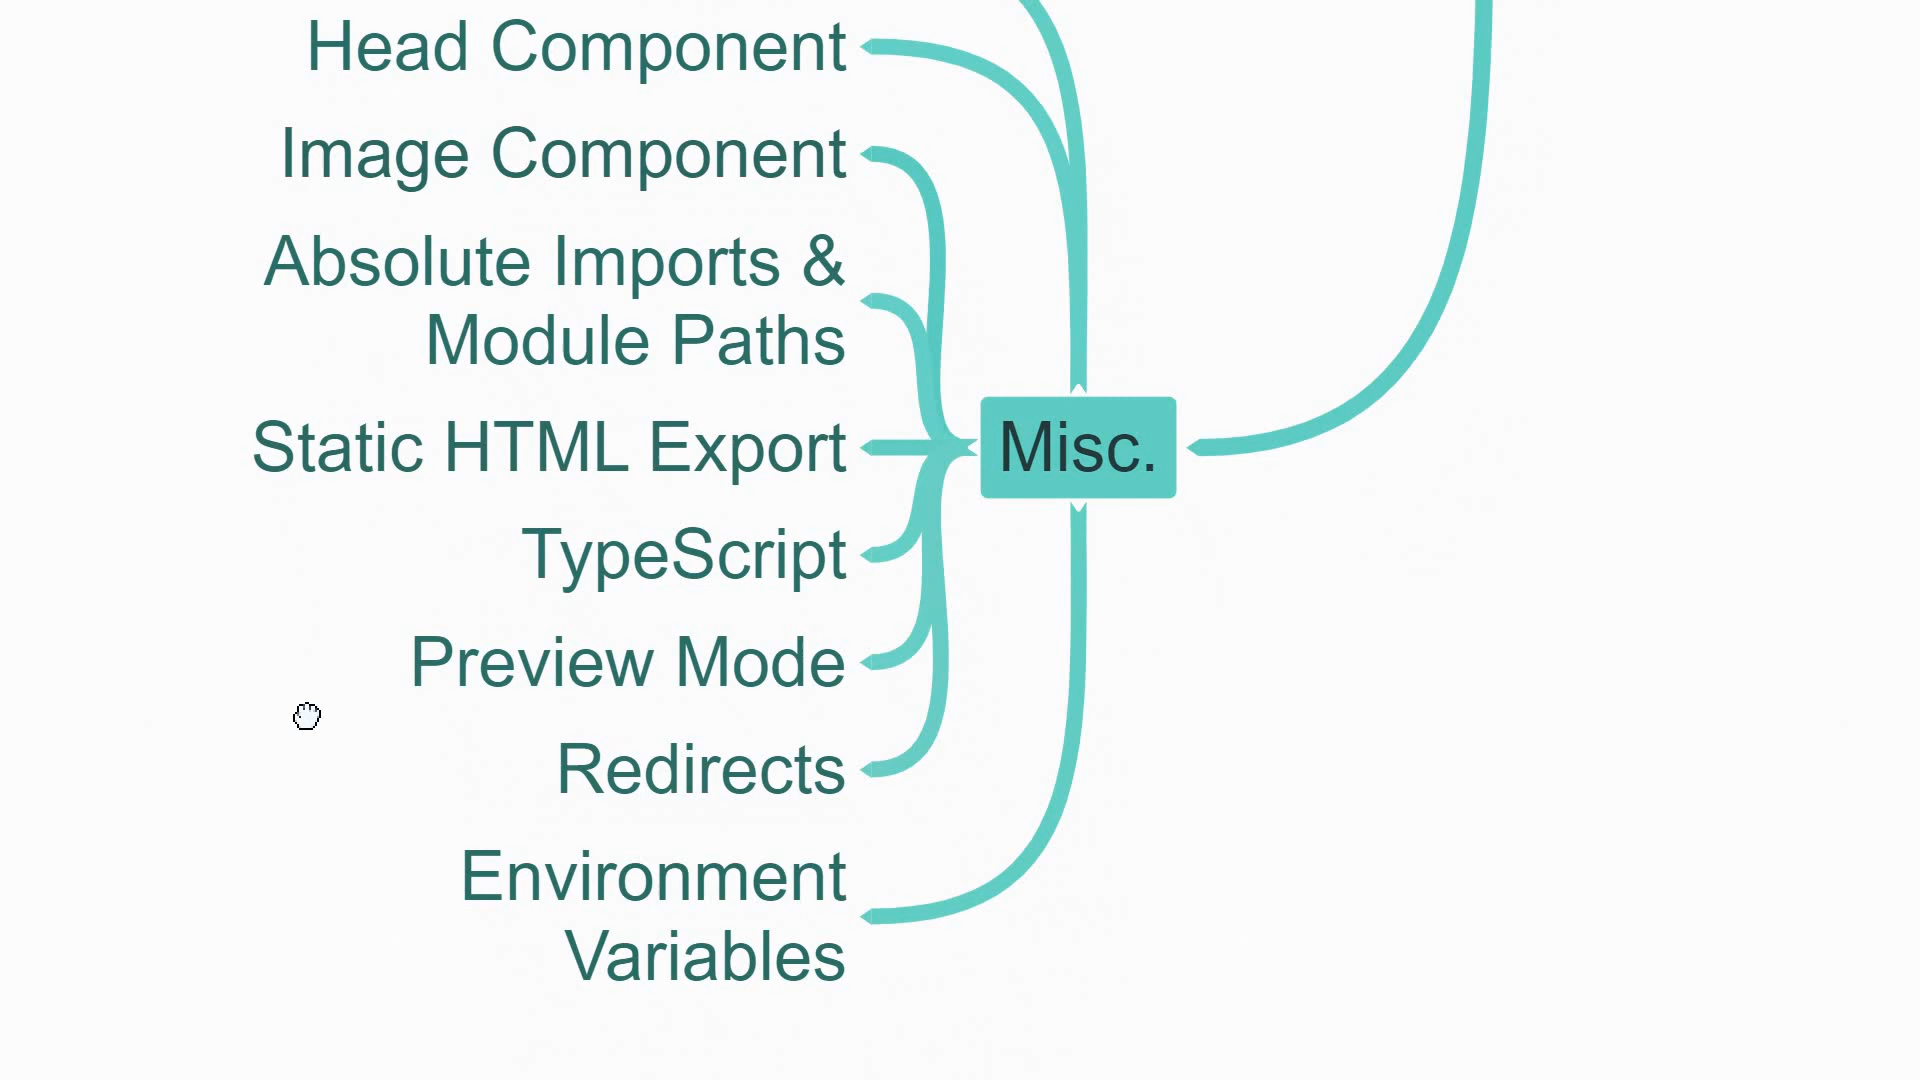 Head Component
Image Component
Absolute Imports &
Module Paths
Static HTML Export
Misc.
TypeScript
Preview Mode
Redirects
Environment
Variables